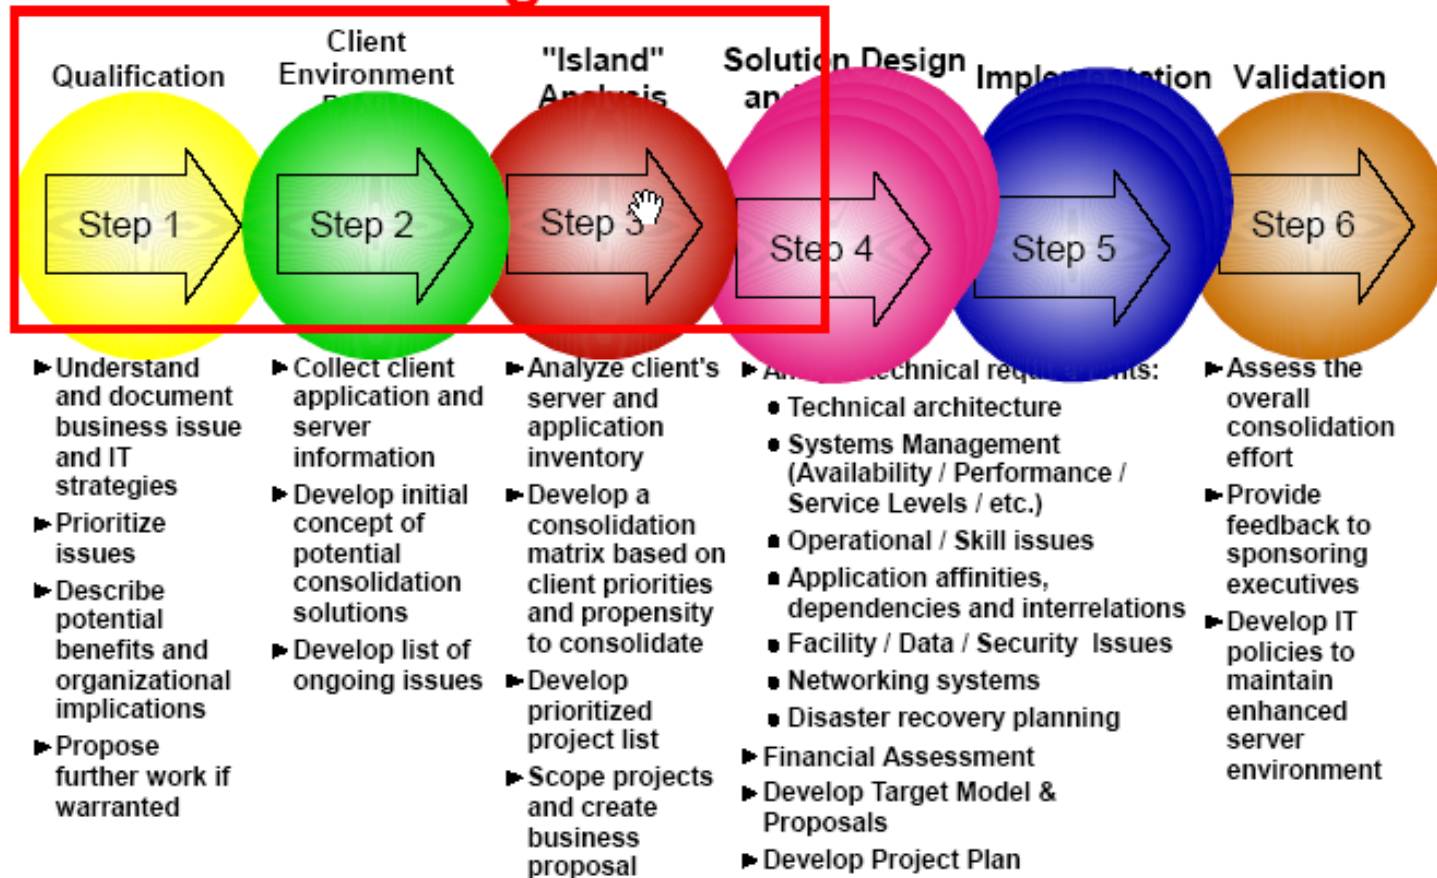 Qualification
Client
Environment
"Island"
Analysis
Solution Design
Implementation
Validation
Step 1
Step 2
Step 3
Step 4
Step 5
Step 6
Understand
and document
business issue
and IT
strategies
Prioritize
issues
Describe
potential
benefits and
organizational
implications
Propose
further work if
warranted
Collect client
application and
server
information
Develop initial
concept of
potential
consolidation
solutions
Develop list of
ongoing issues
Analyze client's
server and
application
inventory
Develop a
consolidation
matrix based on
client priorities
and propensity
to consolidate
Develop
prioritized
project list
Scope projects
and create
business
proposal
technical requirements:
Technical architecture
Systems Management
(Availability / Performance /
Service Levels / etc.)
Operational / Skill issues
Application affinities,
dependencies and interrelations
Facility / Data / Security Issues
Networking systems
Disaster recovery planning
Financial Assessment
Develop Target Model &
Proposals
Develop Project Plan
Assess the
overall
consolidation
effort
Provide
feedback to
sponsoring
executives
Develop IT
policies to
maintain
enhanced
server
environment